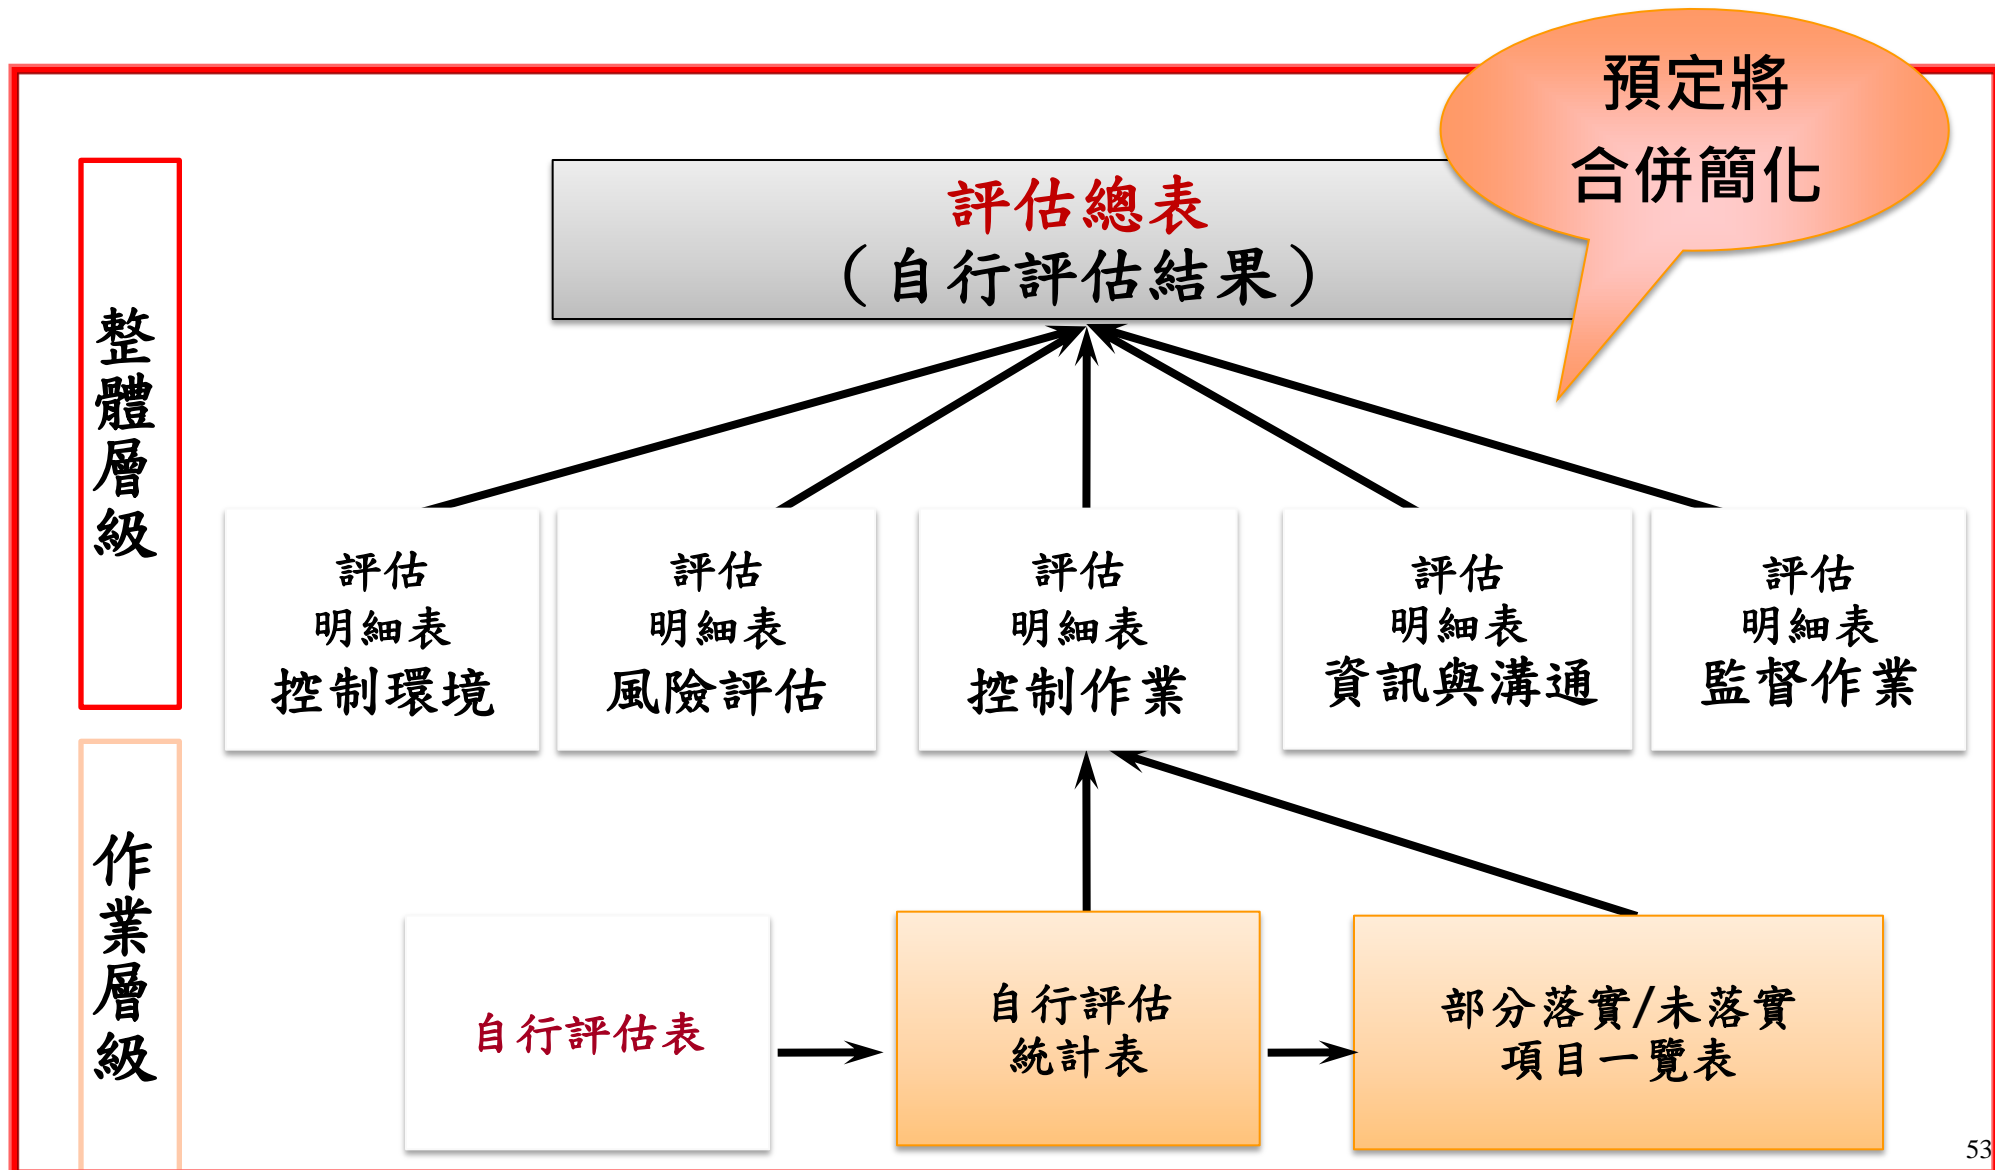 預定將
合併簡化
評估總表
（自行評估結果）
整體層級
評估
明細表
控制環境
評估
明細表
風險評估
評估
明細表
控制作業
評估
明細表
資訊與溝通
評估
明細表
監督作業
作業層級
自行評估表
自行評估
統計表
部分落實/未落實
項目一覽表
53